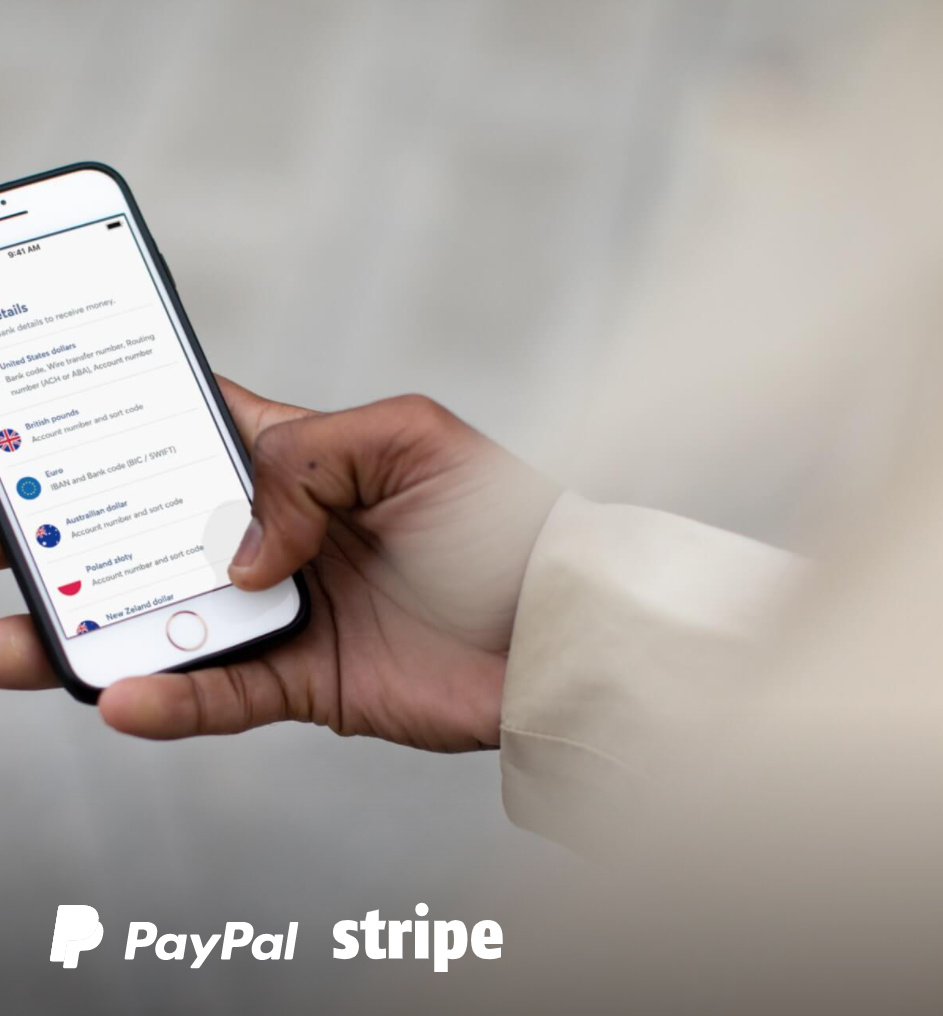 9:41 AM
etails
ank details to receive money.
United States dollars
Bank code, Wire transfer number, Routing
number (ACH or ABA), Account number
British pounds
Account number and sort code
Euro
IBAN and Bank code (BIC / SWIFT)
Austrailian dollar
Account number and sort code
Poland złoty
Account number and sort code
New Zeland dollar
PayPal stripe